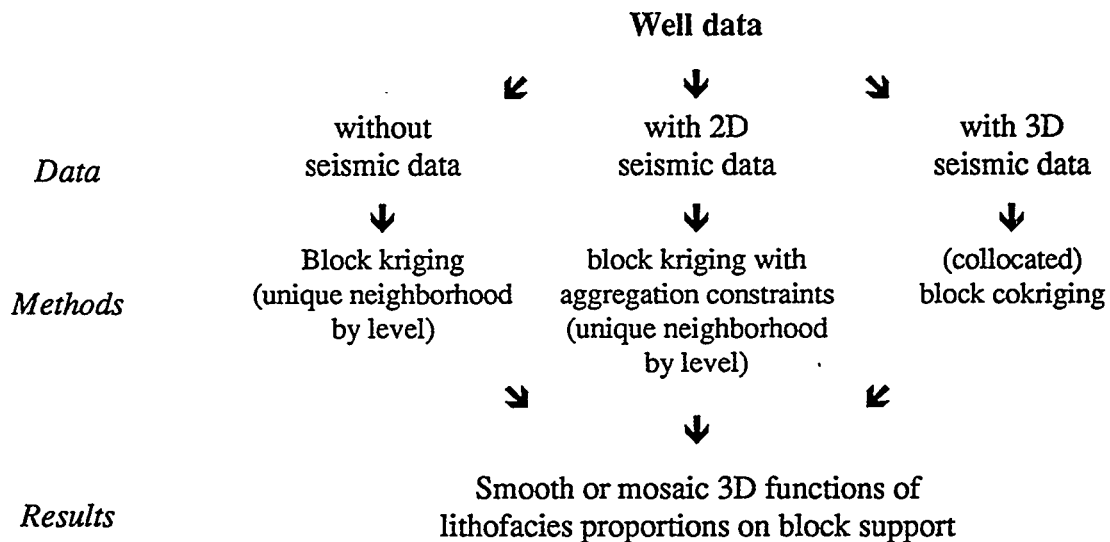 Well data
without
seismic data
with 2D
seismic data
with 3D
seismic data
Data
Block kriging
(unique neighborhood
by level)
block kriging with
aggregation constraints
(unique neighborhood
by level)
(collocated)
block cokriging
Methods
Smooth or mosaic 3D functions of
lithofacies proportions on block support
Results